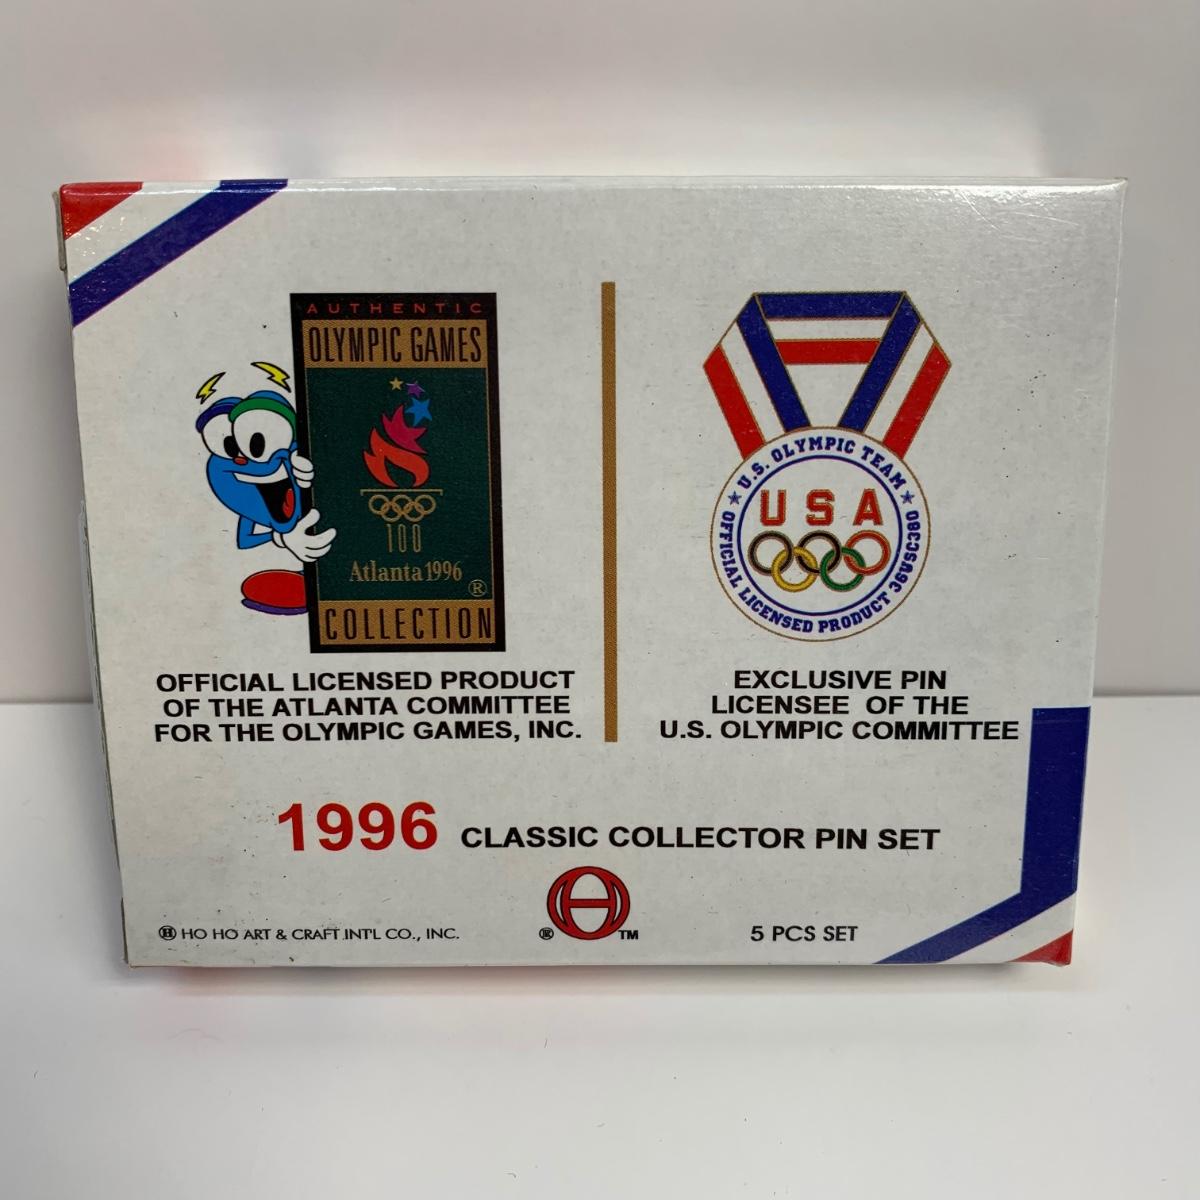 AUTHENTIC
OLYMPIC GAMES
100
Atlanta 1996
®
COLLECTION
OFFICIAL LICENSED PRODUCT
OF THE ATLANTA COMMITTEE
FOR THE OLYMPIC GAMES, INC.
★ U.S. OLYMPIC TEAM ★
USA
OFFICIAL LICENSED PRODUCT 36USC380
EXCLUSIVE PIN
LICENSEE OF THE
U.S. OLYMPIC COMMITTEE
1996 CLASSIC COLLECTOR PIN SET
Ⓗ HO HO ART & CRAFT INT'L CO., INC.
® TM
5 PCS SET